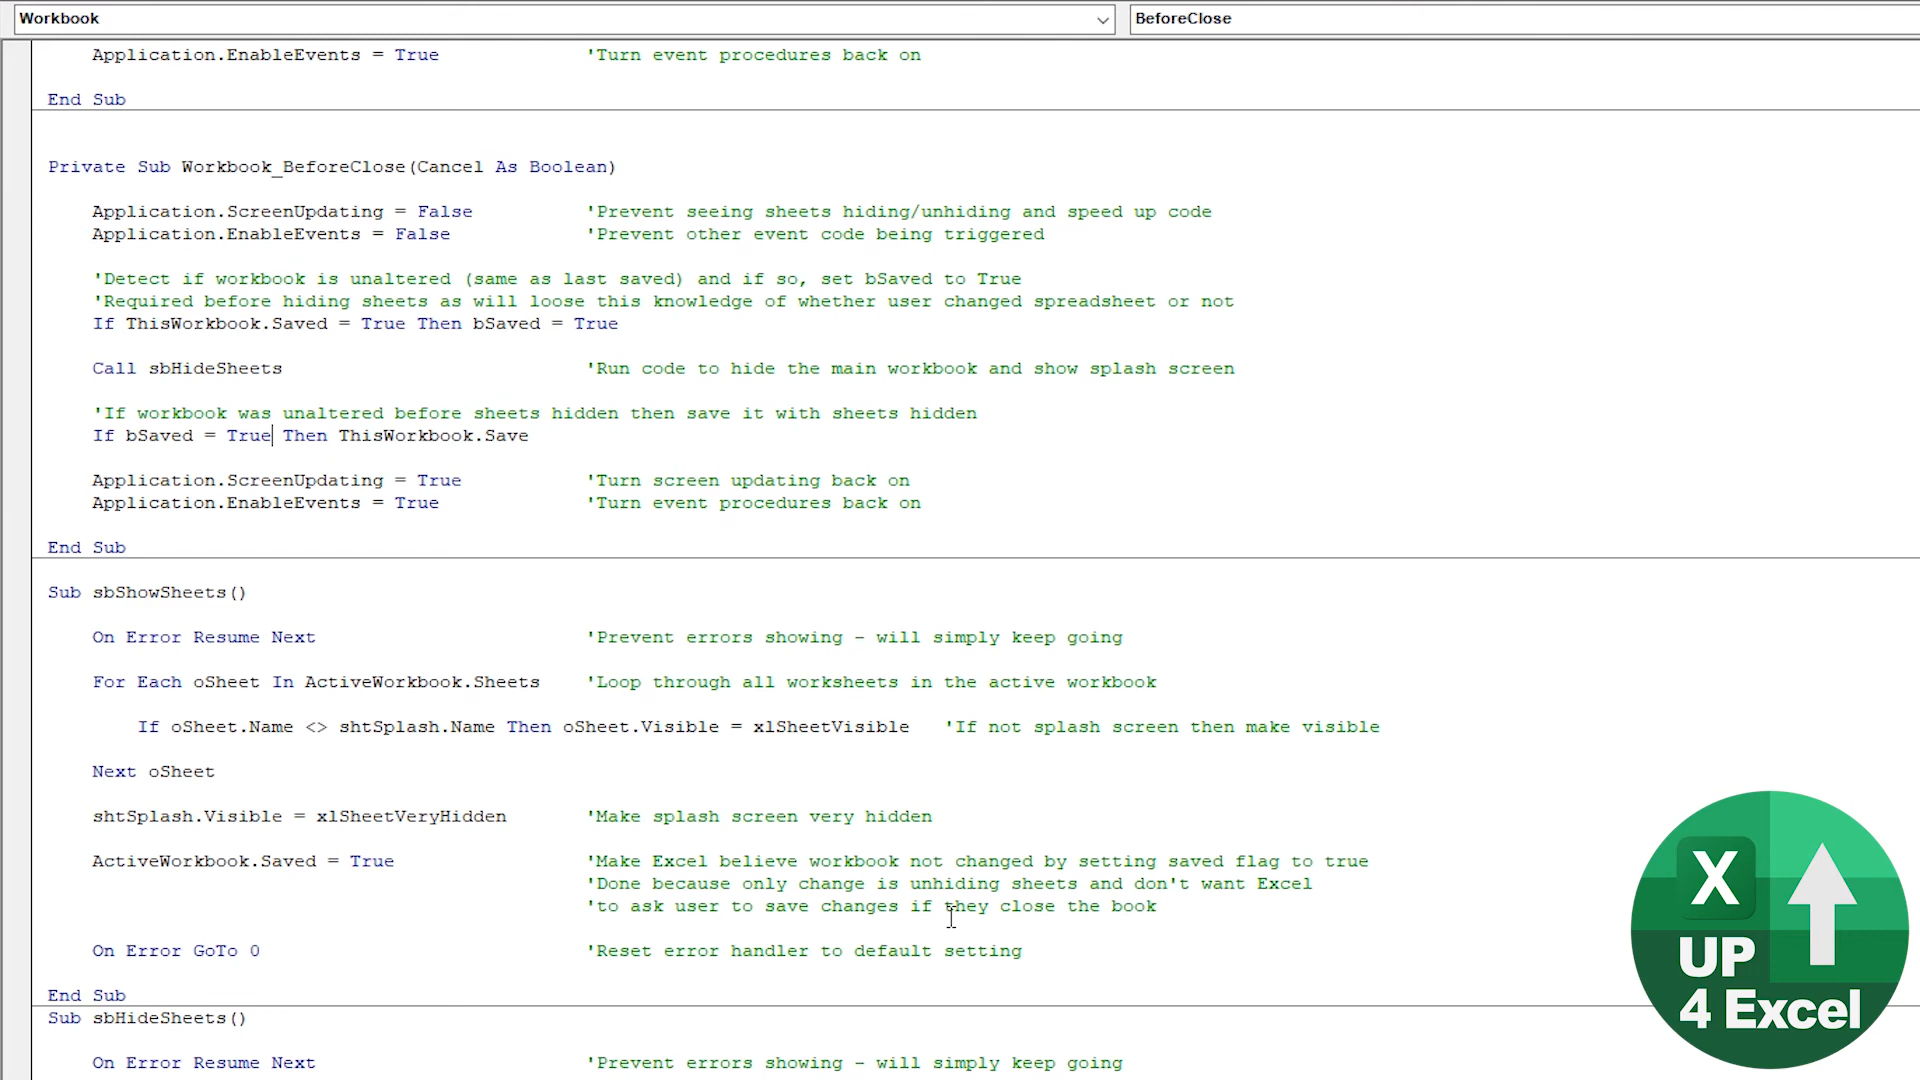 Workbook
BeforeClose
Application.EnableEvents = True 'Turn event procedures back on
End Sub
Private Sub Workbook_BeforeClose(Cancel As Boolean)
Application.ScreenUpdating = False 'Prevent seeing sheets hiding/unhiding and speed up code
Application.EnableEvents = False 'Prevent other event code being triggered
'Detect if workbook is unaltered (same as last saved) and if so, set bSaved to True
'Required before hiding sheets as will loose this knowledge of whether user changed spreadsheet or not
If ThisWorkbook.Saved = True Then bSaved = True
Call sbHideSheets 'Run code to hide the main workbook and show splash screen
'If workbook was unaltered before sheets hidden then save it with sheets hidden
If bSaved = True Then ThisWorkbook.Save
Application.ScreenUpdating = True 'Turn screen updating back on
Application.EnableEvents = True 'Turn event procedures back on
End Sub
Sub sbShowSheets()
On Error Resume Next 'Prevent errors showing - will simply keep going
For Each oSheet In ActiveWorkbook.Sheets 'Loop through all worksheets in the active workbook
If oSheet.Name <> shtSplash.Name Then oSheet.Visible = xlSheetVisible 'If not splash screen then make visible
Next oSheet
shtSplash.Visible = xlSheetVeryHidden 'Make splash screen very hidden
ActiveWorkbook.Saved = True 'Make Excel believe workbook not changed by setting saved flag to true
'Done because only change is unhiding sheets and don't want Excel
'to ask user to save changes if they close the book
On Error GoTo 0 'Reset error handler to default setting
End Sub
Sub sbHideSheets()
On Error Resume Next 'Prevent errors showing - will simply keep going
X
UP
4 Excel